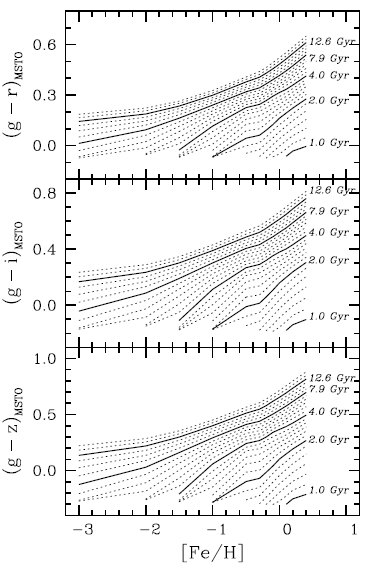 0.6
0.3
0.0
(g − r)MSTO
12.6 Gyr
7.9 Gyr
4.0 Gyr
2.0 Gyr
1.0 Gyr
0.8
0.4
0.0
(g − i)MSTO
12.6 Gyr
7.9 Gyr
4.0 Gyr
2.0 Gyr
1.0 Gyr
1.0
0.5
0.0
(g − z)MSTO
12.6 Gyr
7.9 Gyr
4.0 Gyr
2.0 Gyr
1.0 Gyr
−3 −2 −1 0 1
[Fe/H]